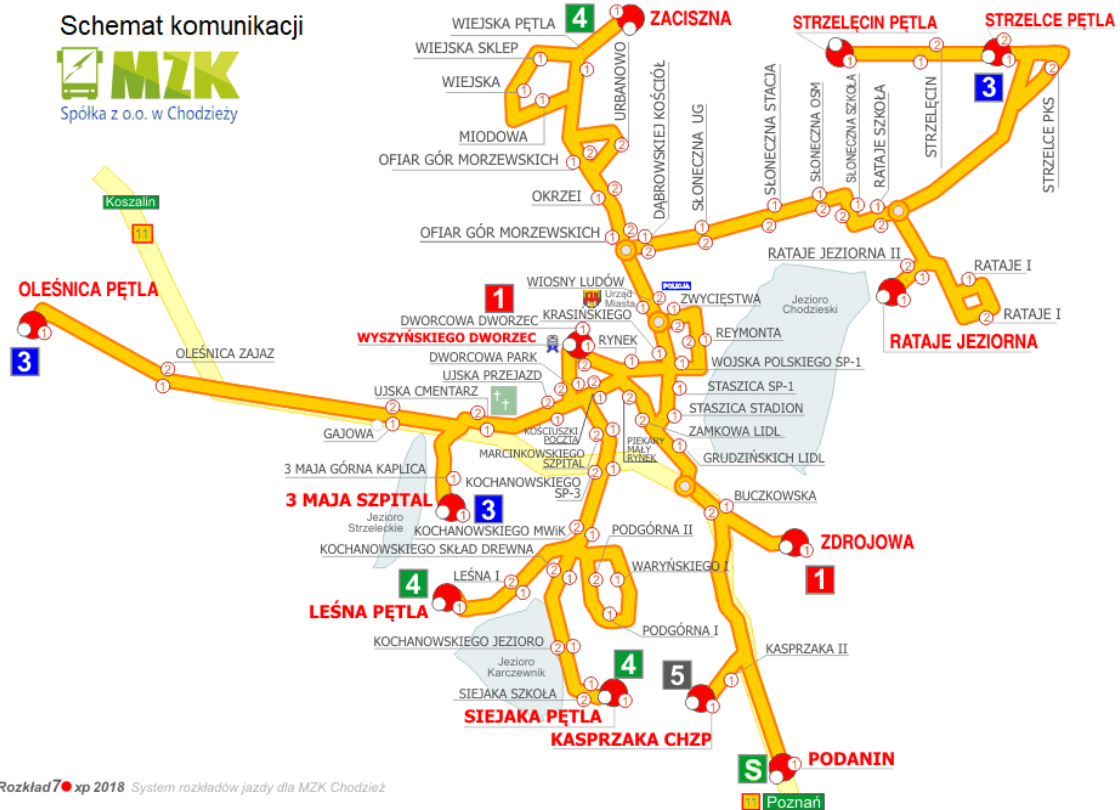 Schemat komunikacji
MZK
Spółka z o.o. w Chodzieży
WIEJSKA PĘTLA
4
ZACISZNA
WIEJSKA SKLEP
WIEJSKA
MIODOWA
URBANOWO
OFIAR GÓR MORZEWSKICH
OKRZEI
OFIAR GÓR MORZEWSKICH
DĄBROWSKIEJ KOŚCIÓŁ
SŁONECZNA UG
SŁONECZNA STACJA
SŁONECZNA OSM
SŁONECZNA SZKOŁA
RATAJE SZKOŁA
STRZELĘCIN PĘTLA
STRZELCE PĘTLA
3
STRZELĘCIN
STRZELCE PKS
Koszalin
11
OLEŚNICA PĘTLA
3
OLEŚNICA ZAJAZ
RATAJE JEZIORNA II
RATAJE I
RATAJE I
RATAJE JEZIORNA
Jezioro
Chodzieski
WIOSNY LUDÓW
POLICJA
Urząd
Miasta
ZWYCIĘSTWA
1
DWORCOWA DWORZEC
KRASIŃSKIEGO
WYSZYŃSKIEGO DWORZEC
RYNEK
REYMONTA
DWORCOWA PARK
WOJSKA POLSKIEGO SP-1
UJSKA PRZEJAZD
STASZICA SP-1
UJSKA CMENTARZ
STASZICA STADION
GAJOWA
KOŚCIUSZKI
POCZTA
PIEKARY
MAŁY
RYNEK
ZAMKOWA LIDL
MARCINKOWSKIEGO
SZPITAL
GRUDZIŃSKICH LIDL
3 MAJA GÓRNA KAPLICA
KOCHANOWSKIEGO
SP-3
3 MAJA SZPITAL
3
BUCZKOWSKA
Jezioro
Strzeleckie
KOCHANOWSKIEGO MWiK
PODGÓRNA II
ZDROJOWA
1
KOCHANOWSKIEGO SKŁAD DREWNA
LEŚNA I
WARYŃSKIEGO I
4
LEŚNA PĘTLA
PODGÓRNA I
KOCHANOWSKIEGO JEZIORO
KASPRZAKA II
Jezioro
Karczewnik
4
5
SIEJAKA SZKOŁA
SIEJAKA PĘTLA
KASPRZAKA CHZP
S
PODANIN
11 Poznań
Rozkład7 xp 2018 System rozkładów jazdy dla MZK Chodzież